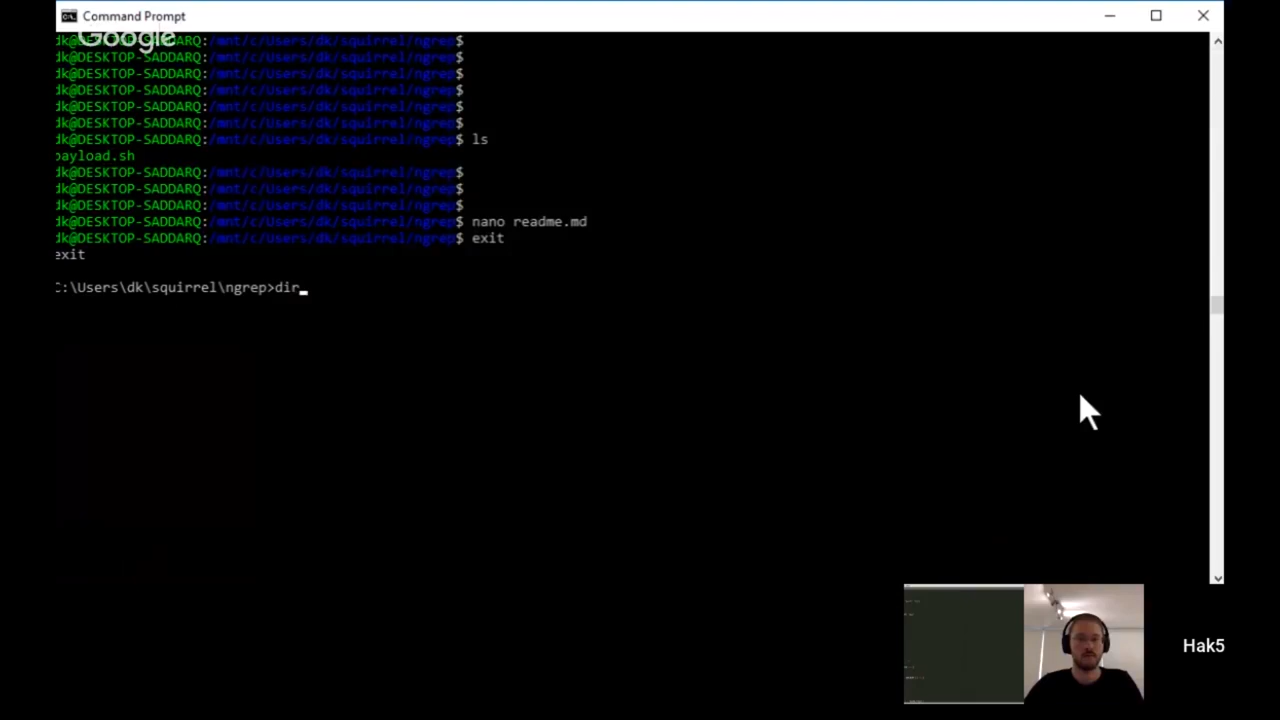 Command Prompt
Google
dk@DESKTOP-SADDARQ:/mnt/c/Users/dk/squirrel/ngrep$
dk@DESKTOP-SADDARQ:/mnt/c/Users/dk/squirrel/ngrep$
dk@DESKTOP-SADDARQ:/mnt/c/Users/dk/squirrel/ngrep$
dk@DESKTOP-SADDARQ:/mnt/c/Users/dk/squirrel/ngrep$
dk@DESKTOP-SADDARQ:/mnt/c/Users/dk/squirrel/ngrep$
dk@DESKTOP-SADDARQ:/mnt/c/Users/dk/squirrel/ngrep$
dk@DESKTOP-SADDARQ:/mnt/c/Users/dk/squirrel/ngrep$ ls
payload.sh
dk@DESKTOP-SADDARQ:/mnt/c/Users/dk/squirrel/ngrep$
dk@DESKTOP-SADDARQ:/mnt/c/Users/dk/squirrel/ngrep$
dk@DESKTOP-SADDARQ:/mnt/c/Users/dk/squirrel/ngrep$
dk@DESKTOP-SADDARQ:/mnt/c/Users/dk/squirrel/ngrep$ nano readme.md
dk@DESKTOP-SADDARQ:/mnt/c/Users/dk/squirrel/ngrep$ exit
exit
C:\Users\dk\squirrel\ngrep>dir_
Hak5